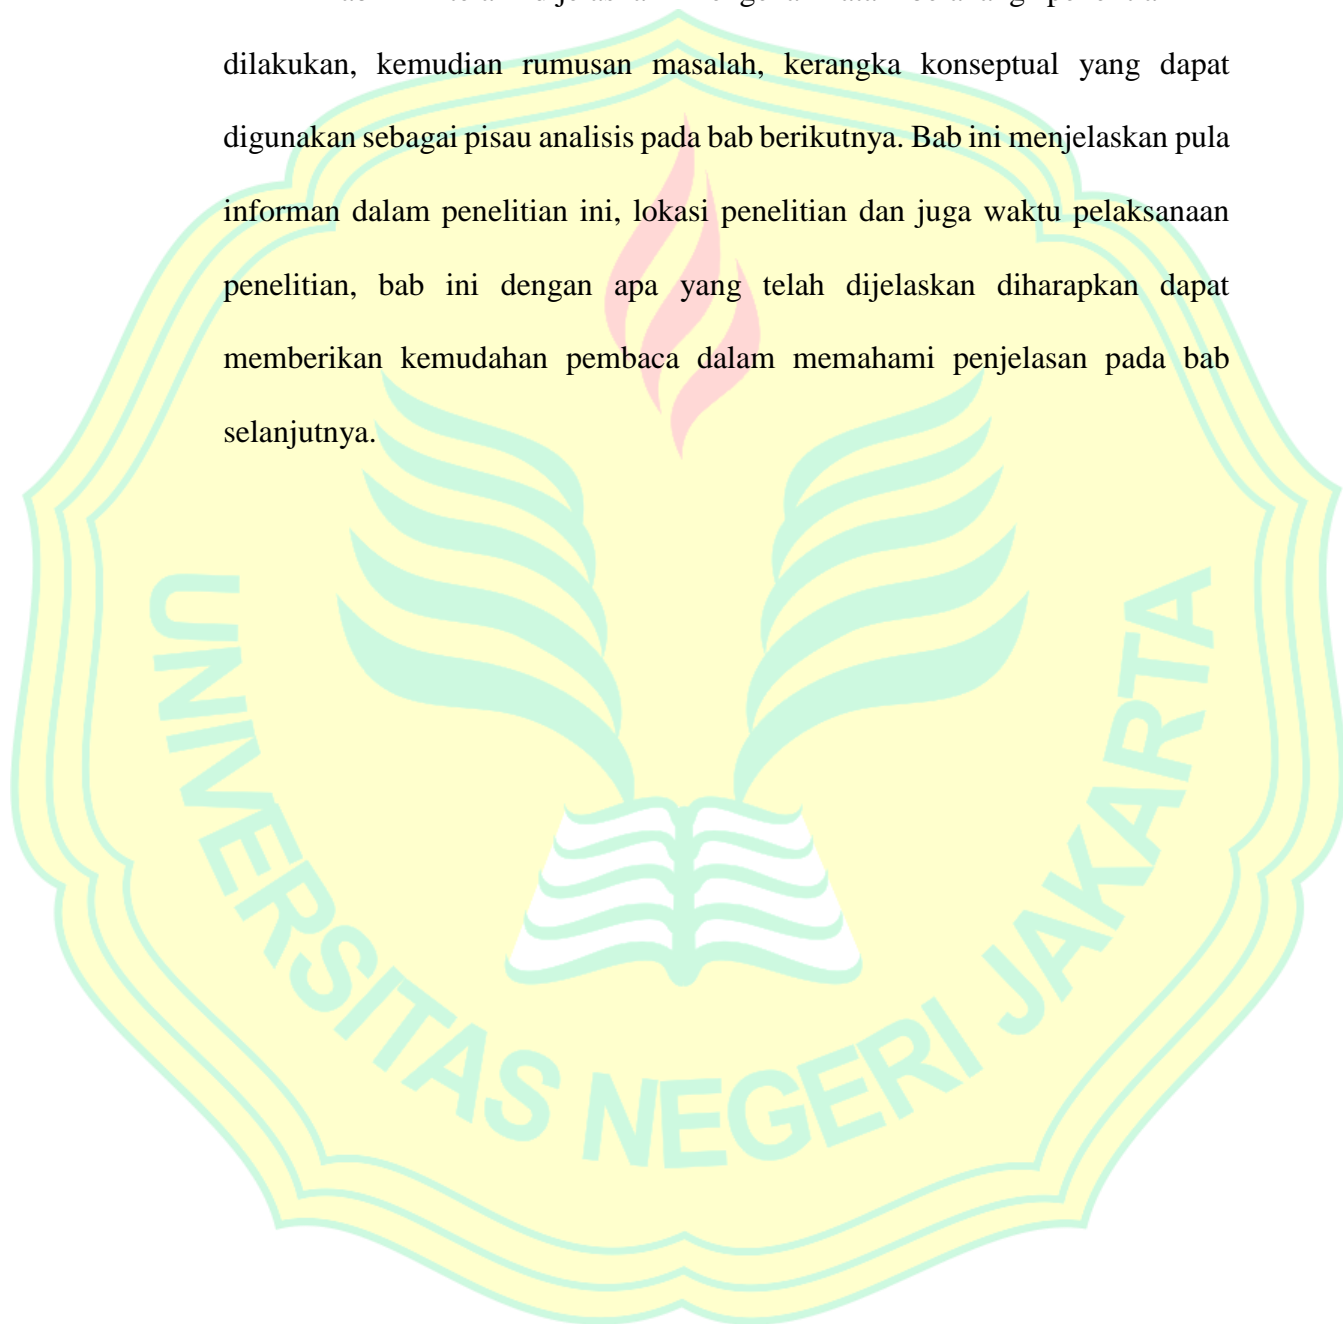 dilakukan, kemudian rumusan masalah, kerangka konseptual yang dapat
digunakan sebagai pisau analisis pada bab berikutnya. Bab ini menjelaskan pula
informan dalam penelitian ini, lokasi penelitian dan juga waktu pelaksanaan
penelitian, bab ini dengan apa yang telah dijelaskan diharapkan dapat
memberikan kemudahan pembaca dalam memahami penjelasan pada bab
selanjutnya.
UNIVERSITAS NEGERI JAKARTA